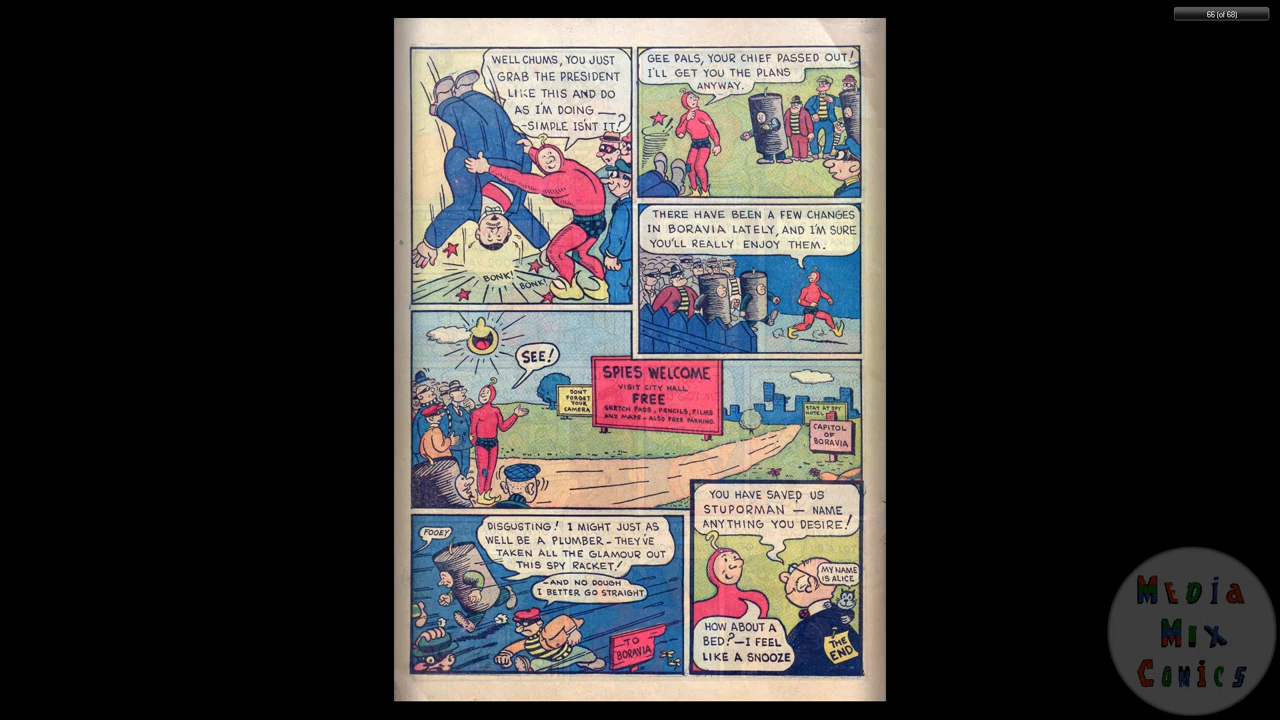 66 (of 68)
WELL CHUMS, YOU JUST
GRAB THE PRESIDENT
LIKE THIS AND DO
AS I'M DOING —
-SIMPLE ISN'T IT?
BONK!
BONK!
GEE PALS, YOUR CHIEF PASSED OUT!
I'LL GET YOU THE PLANS
ANYWAY.
THERE HAVE BEEN A FEW CHANGES
IN BORAVIA LATELY, AND I'M SURE
YOU'LL REALLY ENJOY THEM.
SEE!
DON'T
FORGET
YOUR
CAMERA
SPIES WELCOME
VISIT CITY HALL
FREE
SKETCH PADS, PENCILS, FILMS
AND MAPS - ALSO FREE PARKING
STAY AT SPY
HOTEL
CAPITOL
OF
BORAVIA
FOOEY
DISGUSTING! I MIGHT JUST AS
WELL BE A PLUMBER - THEY'VE
TAKEN ALL THE GLAMOUR OUT
THIS SPY RACKET!
-AND NO DOUGH
I BETTER GO STRAIGHT
TO
BORAVIA
YOU HAVE SAVED US
STUPORMAN — NAME
ANYTHING YOU DESIRE!
MY NAME
IS ALICE
HOW ABOUT A
BED?-I FEEL
LIKE A SNOOZE
THE
END
MEDIA
MIX
COMICS